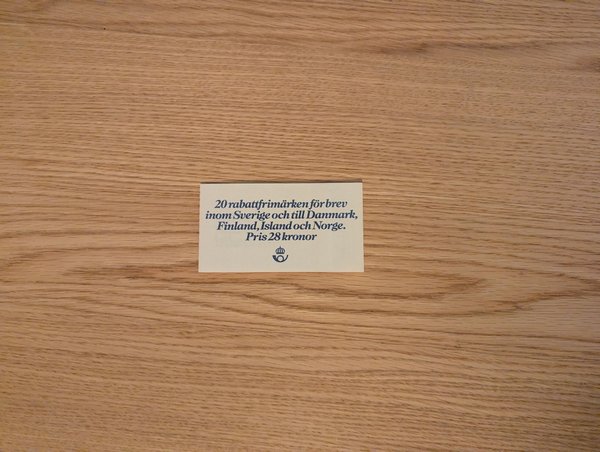 20 rabattfrimärken för brev
inom Sverige och till Danmark,
Finland, Island och Norge.
Pris 28 kronor